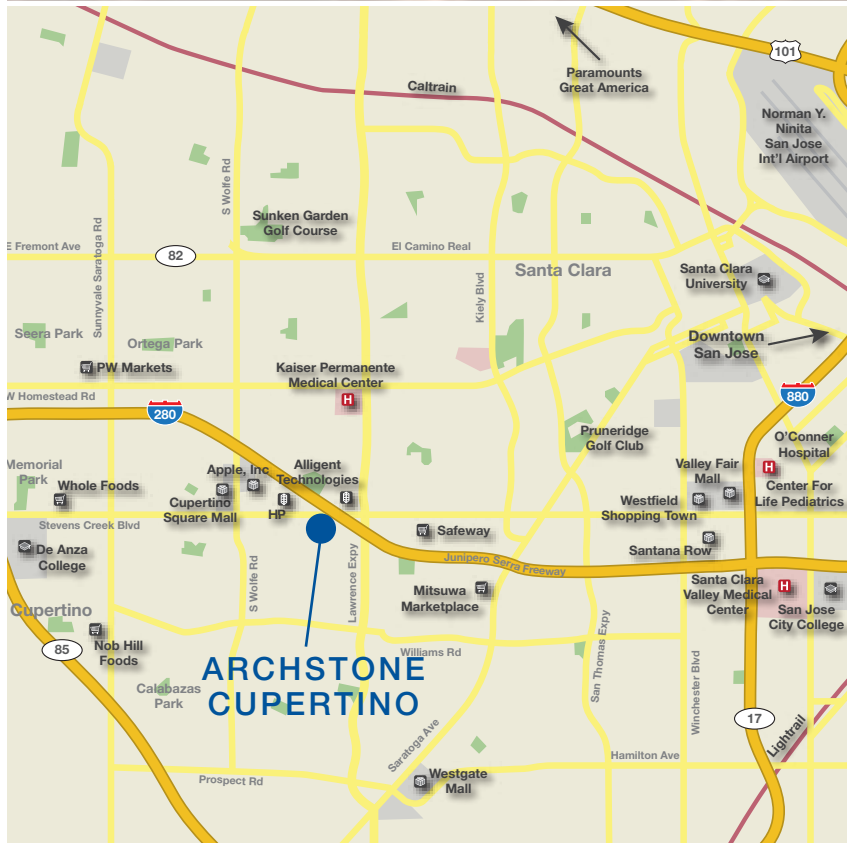 101
Paramounts
Great America
Caltrain
Norman Y.
Ninita
San Jose
Int'l Airport
S Wolfe Rd
Sunken Garden
Golf Course
E Fremont Ave
82
El Camino Real
Sunnyvale Saratoga Rd
Santa Clara
Santa Clara
University
Kiely Blvd
Seera Park
Ortega Park
Downtown
San Jose
PW Markets
Kaiser Permanente
Medical Center
H
W Homestead Rd
280
880
Pruneridge
Golf Club
O'Conner
Hospital
H
Memorial
Park
Whole Foods
Apple, Inc
Alligent
Technologies
Valley Fair
Mall
Center For
Life Pediatrics
Cupertino
Square Mall
HP
Westfield
Shopping Town
Stevens Creek Blvd
Safeway
Santana Row
De Anza
College
Junipero Serra Freeway
S Wolfe Rd
Lawrence Expy
Mitsuwa
Marketplace
Santa Clara
Valley Medical
Center
H
San Jose
City College
Cupertino
85
Nob Hill
Foods
ARCHSTONE
CUPERTINO
Williams Rd
San Thomas Expy
Winchester Blvd
Calabazas
Park
17
Lightrail
Saratoga Ave
Hamilton Ave
Prospect Rd
Westgate
Mall